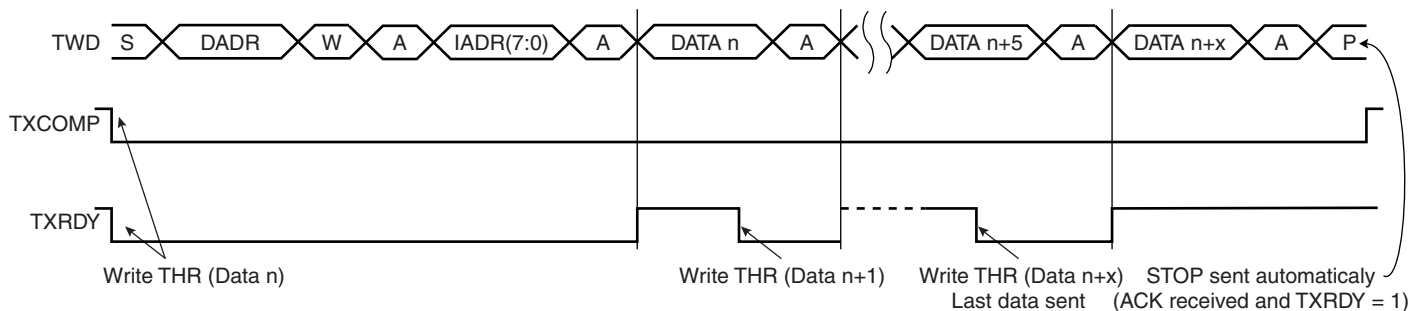 TWD S DADR W A IADR(7:0) A DATA n A DATA n+5 A DATA n+x A P
TXCOMP
TXRDY
Write THR (Data n) Write THR (Data n+1) Write THR (Data n+x) STOP sent automaticaly
Last data sent (ACK received and TXRDY = 1)